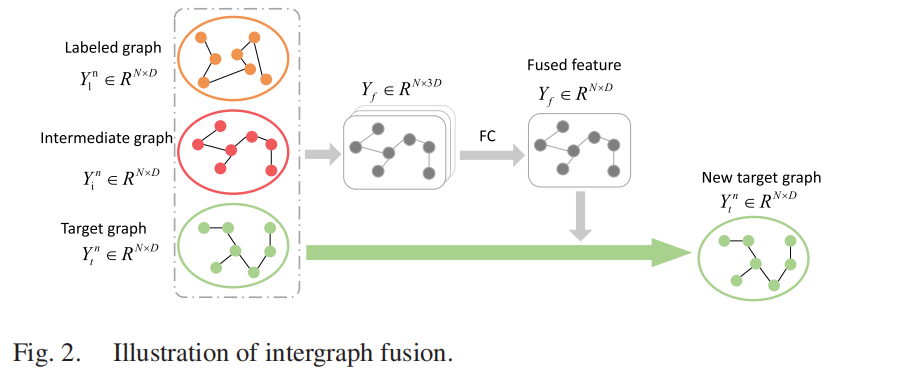 Labeled graph
Y_l^n ∈ R^{N×D}
Intermediate graph
Y_i^n ∈ R^{N×D}
Target graph
Y_t^n ∈ R^{N×D}
Y_f ∈ R^{N×3D}
FC
Fused feature
Y_f ∈ R^{N×D}
New target graph
Y_t^n ∈ R^{N×D}
Fig. 2. Illustration of intergraph fusion.